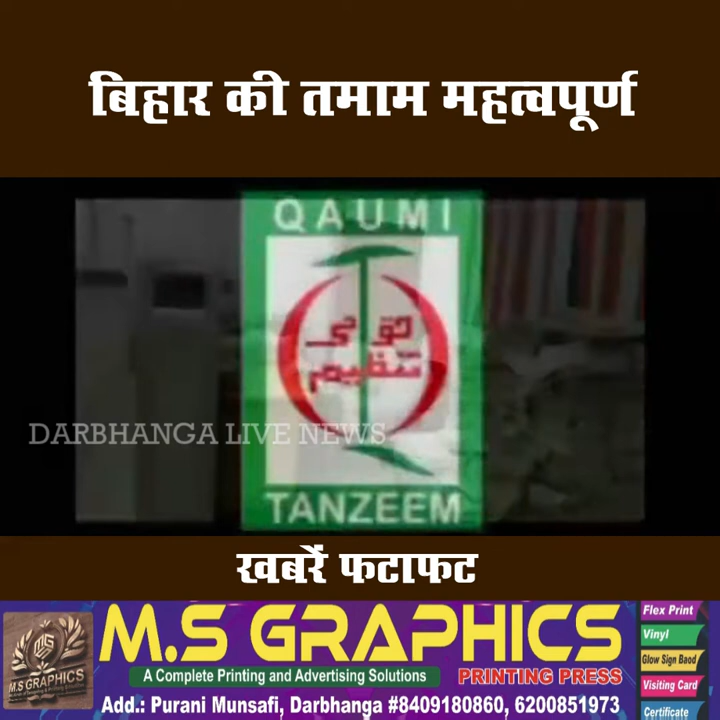 बिहार की तमाम महत्वपूर्ण
QAUMI
قومی
تنظیم
DARBHANGA LIVE NEWS
TANZEEM
खबरें फटाफट
M.S GRAPHICS
A Complete Printing and Advertising Solutions
PRINTING PRESS
Add.: Purani Munsafi, Darbhanga #8409180860, 6200851973
M.S GRAPHICS
Flex Print
Vinyl
Glow Sign Baod
Visiting Card
Certificate